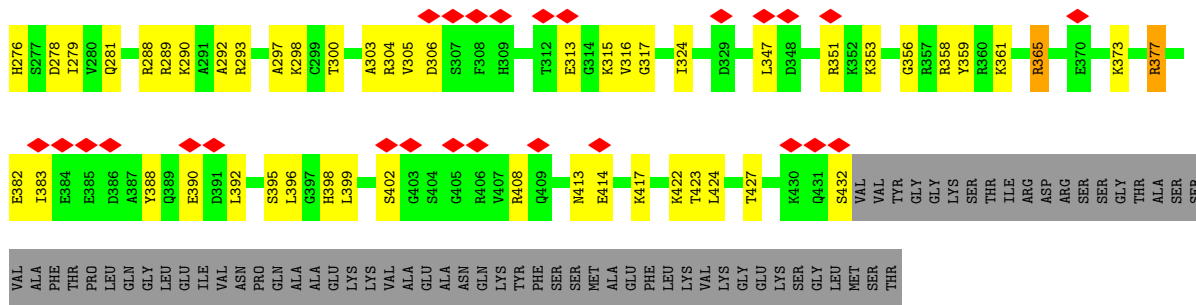 H276 S277 D278 I279 V280 Q281 R288 R289 K290 A291 A292 R293 A297 K298 C299 T300 A303 R304 V305 D306 S307 F308 H309 T312 E313 G314 K315 V316 G317 I324 D329 L347 D348 R351 K352 K353 G356 R357 R358 Y359 R360 K361 R365 E370 K373 R377
E382 I383 E384 E385 D386 A387 Y388 Q389 E390 D391 L392 S395 L396 G397 H398 L399 S402 G403 S404 G405 R406 V407 R408 Q409 N413 E414 K417 K422 T423 L424 T427 K430 Q431 S432 VAL VAL TYR GLY GLY LYS SER THR ILE ARG ASP ARG SER SER GLY THR ALA SER SER
VAL ALA PHE THR PRO LEU GLN GLY LEU GLU ILE VAL ASN PRO GLN ALA ALA GLU LYS LYS VAL ALA GLU ALA ASN GLN LYS TYR PHE SER SER MET ALA GLU PHE LEU LYS VAL LYS GLY GLU LYS SER GLY LEU MET SER THR